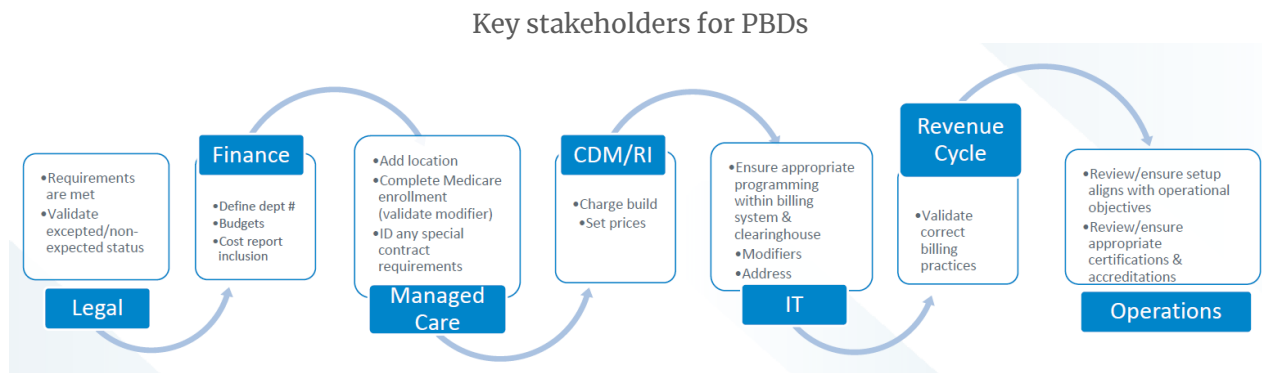 Key stakeholders for PBDs
•Requirements
are met
•Validate
excepted/non-
expected status
Legal
Finance
•Define dept #
•Budgets
•Cost report
inclusion
•Add location
•Complete Medicare
enrollment
(validate modifier)
•ID any special
contract
requirements
Managed
Care
CDM/RI
•Charge build
•Set prices
•Ensure appropriate
programming
within billing
system &
clearinghouse
•Modifiers
•Address
IT
Revenue
Cycle
•Validate
correct
billing
practices
•Review/ensure setup
aligns with operational
objectives
•Review/ensure
appropriate
certifications &
accreditations
Operations